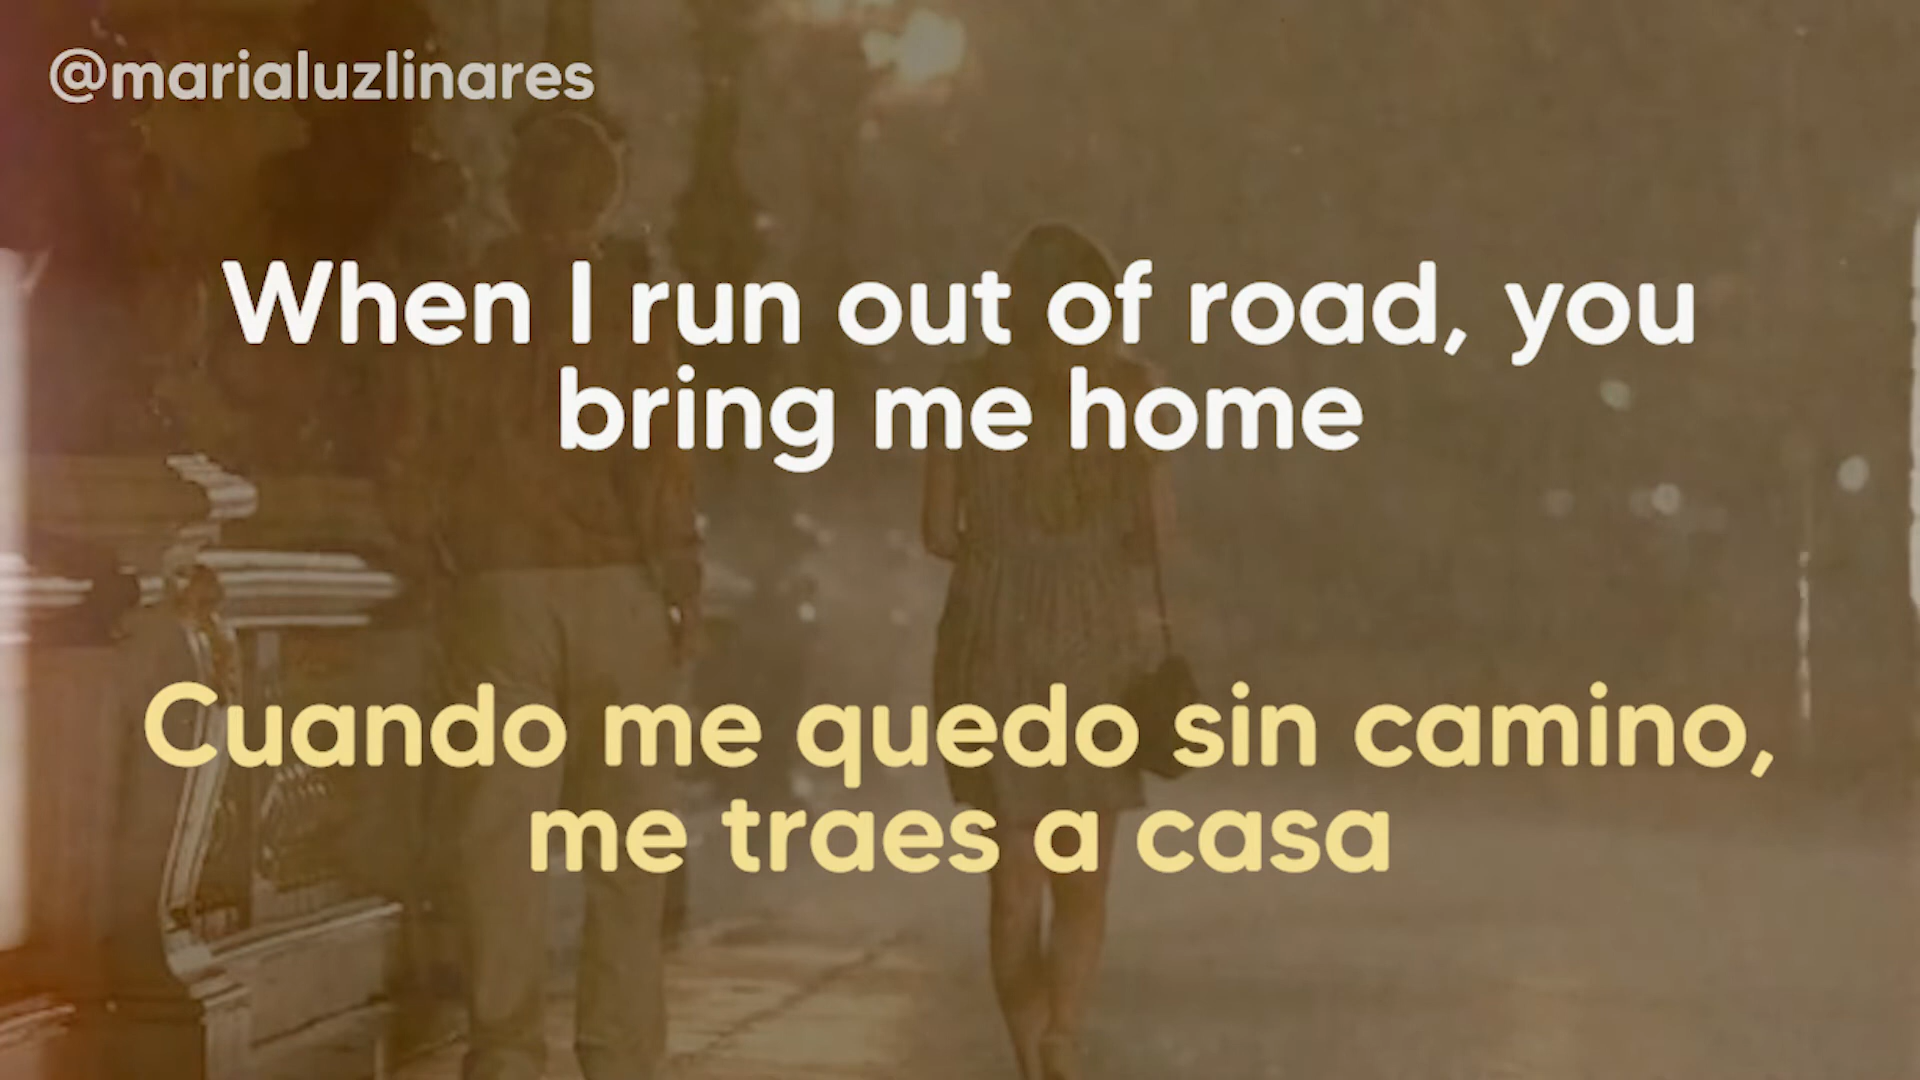 @marialuzlinares
When I run out of road, you
bring me home
Cuando me quedo sin camino,
me traes a casa